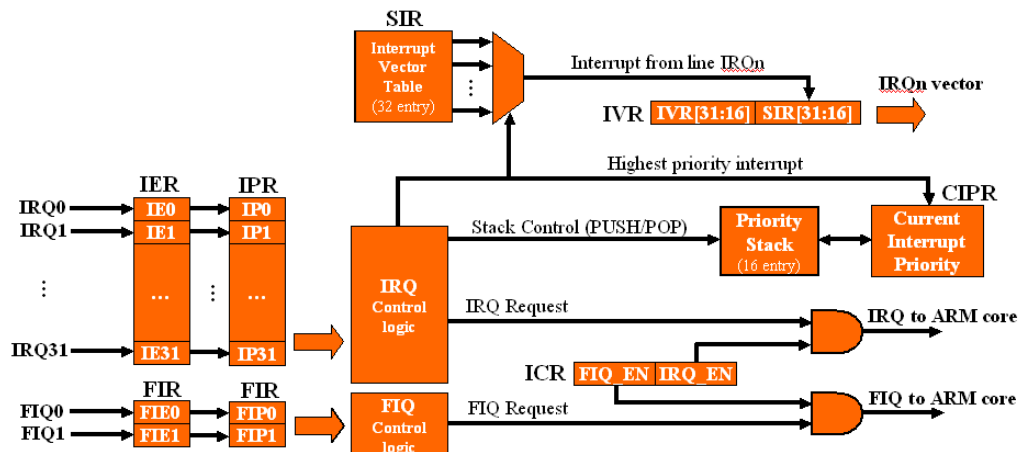 SIR
Interrupt
Vector
Table
(32 entry)
⋮
Interrupt from line IROn
IROn vector
IVR
IVR[31:16]
SIR[31:16]
Highest priority interrupt
CIPR
IER
IPR
IRQ0
IE0
IP0
IRQ1
IE1
IP1
Stack Control (PUSH/POP)
Priority
Stack
(16 entry)
Current
Interrupt
Priority
⋮
...
⋮
...
IRQ
Control
logic
IRQ Request
IRQ to ARM core
IRQ31
IE31
IP31
ICR
FIQ_EN
IRQ_EN
FIR
FIR
FIQ0
FIE0
FIP0
FIQ1
FIE1
FIP1
FIQ
Control
logic
FIQ Request
FIQ to ARM core